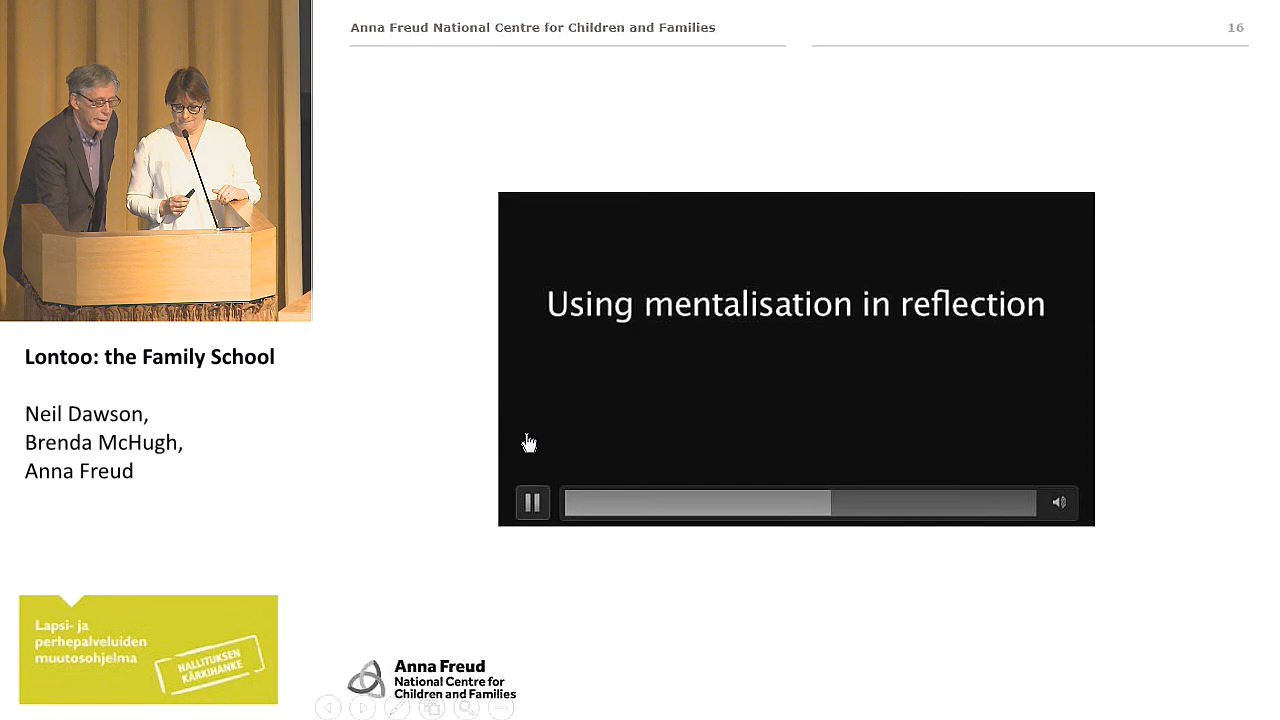 Anna Freud National Centre for Children and Families
16
Using mentalisation in reflection
Lontoo: the Family School
Neil Dawson,
Brenda McHugh,
Anna Freud
Lapsi- ja
perhepalveluiden
muutosohjelma
HALLITUKSEN
KÄRKIHANKE
Anna Freud
National Centre for
Children and Families